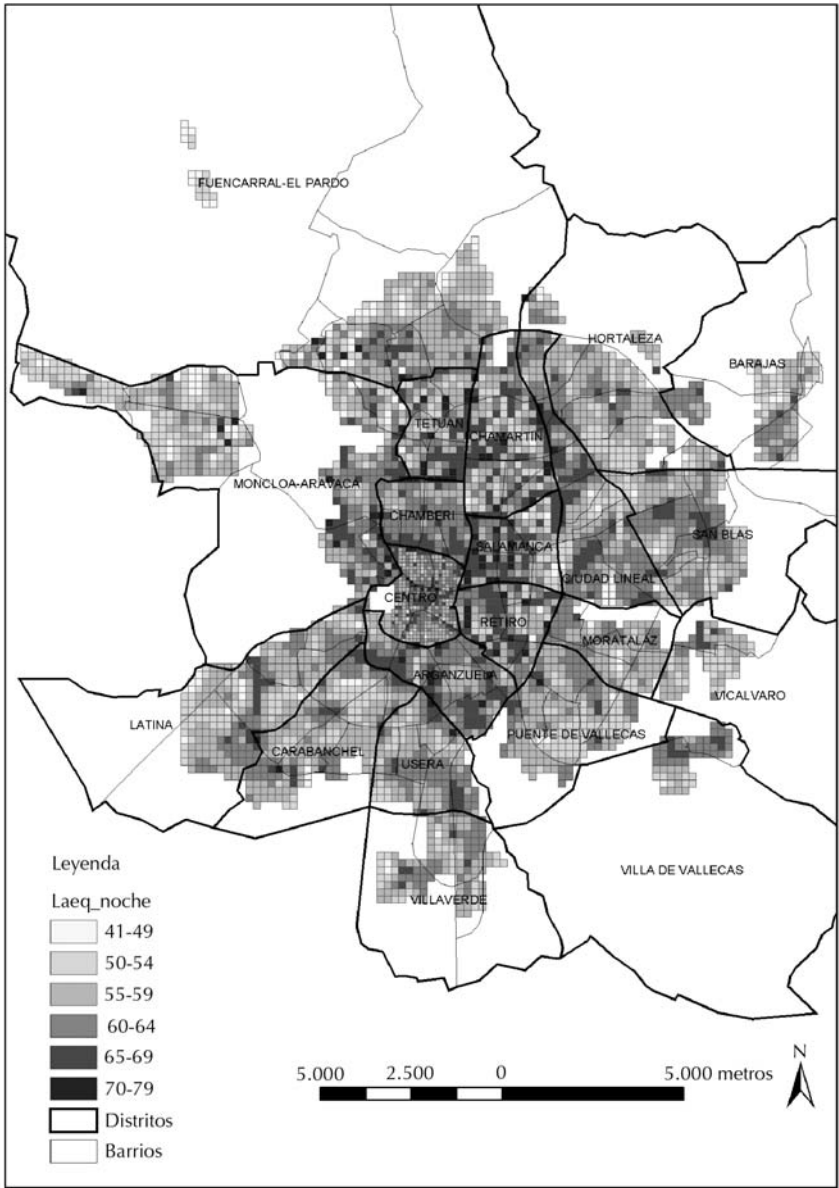 FUENCARRAL-EL PARDO
HORTALEZA
BARAJAS
TETUAN
CHAMARTIN
MONCLOA-ARAVACA
CHAMBERI
SAN BLAS
SALAMANCA
CIUDAD LINEAL
CENTRO
RETIRO
MORATALAZ
ARGANZUELA
VICALVARO
LATINA
PUENTE DE VALLECAS
CARABANCHEL
USERA
VILLA DE VALLECAS
VILLAVERDE
Leyenda
Laeq_noche
41-49
50-54
55-59
60-64
65-69
70-79
Distritos
Barrios
5.000 2.500 0 5.000 metros
N